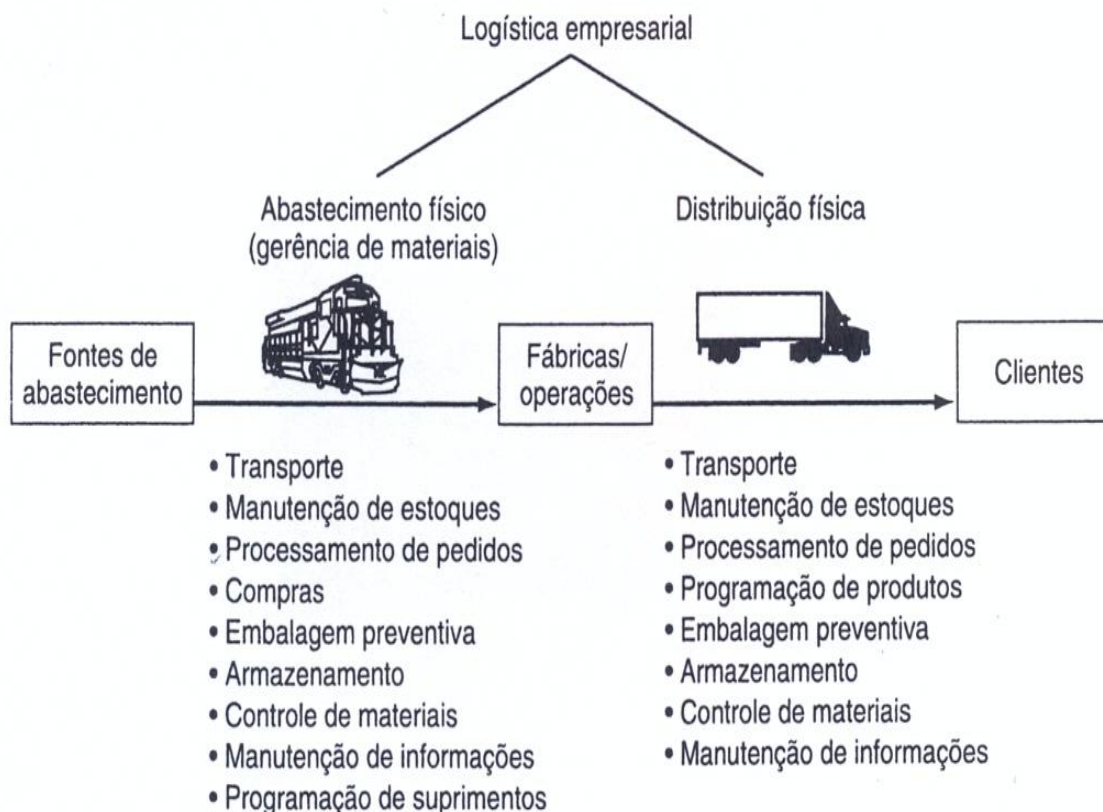 Logística empresarial
Abastecimento físico
(gerência de materiais)
Distribuição física
Fontes de
abastecimento
Fábricas/
operações
Clientes
• Transporte
• Manutenção de estoques
• Processamento de pedidos
• Compras
• Embalagem preventiva
• Armazenamento
• Controle de materiais
• Manutenção de informações
• Programação de suprimentos
• Transporte
• Manutenção de estoques
• Processamento de pedidos
• Programação de produtos
• Embalagem preventiva
• Armazenamento
• Controle de materiais
• Manutenção de informações